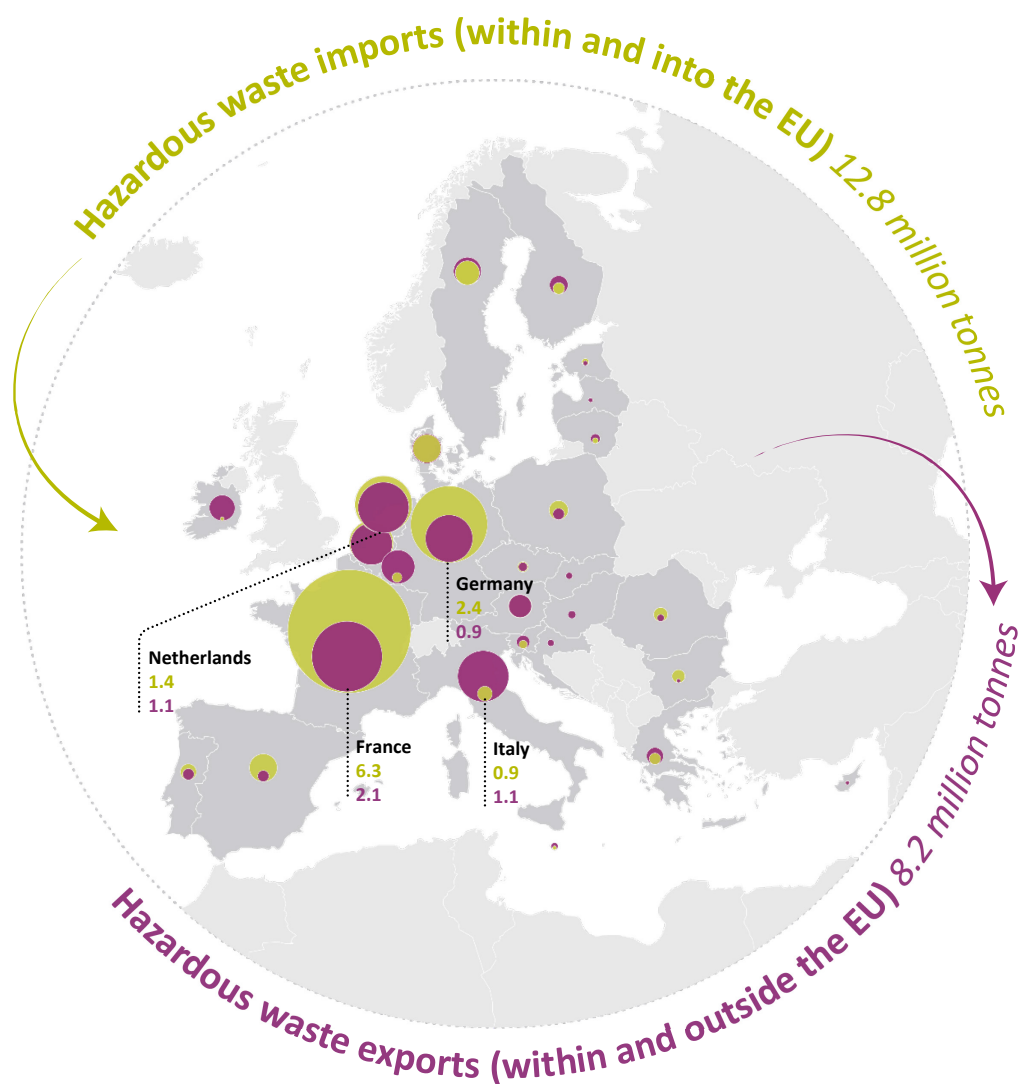 Hazardous waste imports (within and into the EU) 12.8 million tonnes
Germany
2.4
0.9
Netherlands
1.4
1.1
France
6.3
2.1
Italy
0.9
1.1
Hazardous waste exports (within and outside the EU) 8.2 million tonnes